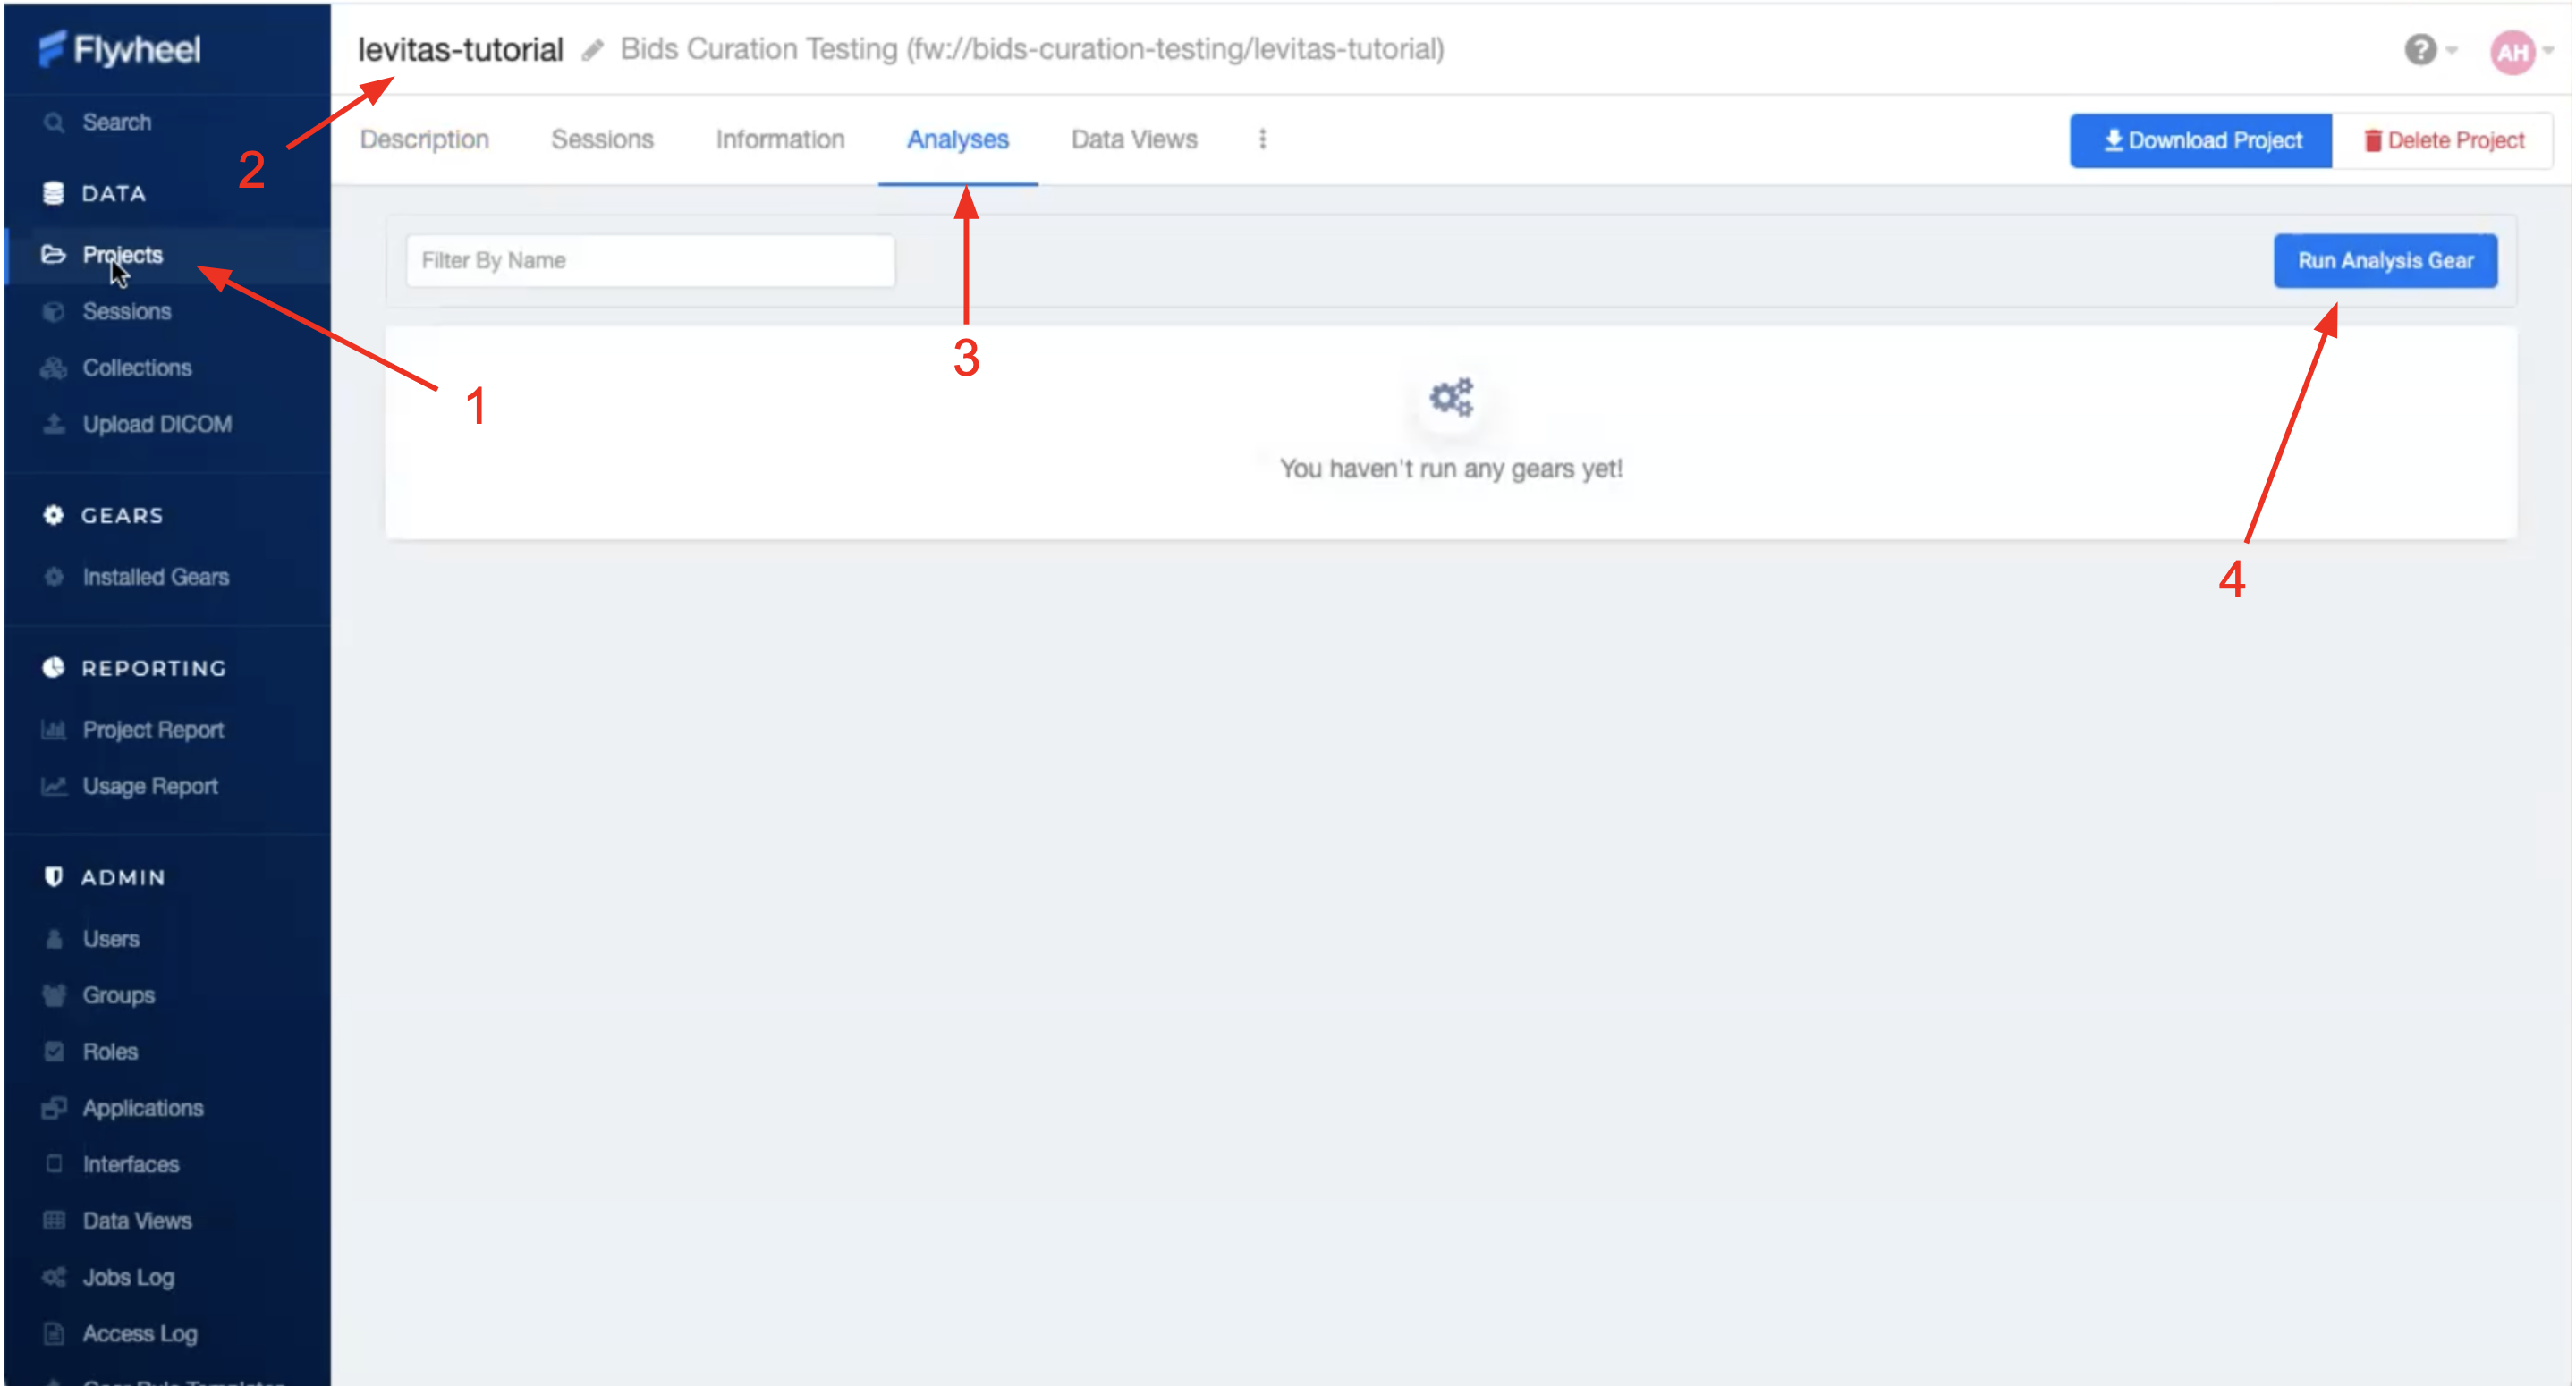 Flywheel
Search
DATA
Projects
Sessions
Collections
Upload DICOM
GEARS
Installed Gears
REPORTING
Project Report
Usage Report
ADMIN
Users
Groups
Roles
Applications
Interfaces
Data Views
Jobs Log
Access Log
levitas-tutorial Bids Curation Testing (fw://bids-curation-testing/levitas-tutorial)
? AH
Description Sessions Information Analyses Data Views
Download Project Delete Project
Filter By Name
Run Analysis Gear
You haven't run any gears yet!
1
2
3
4